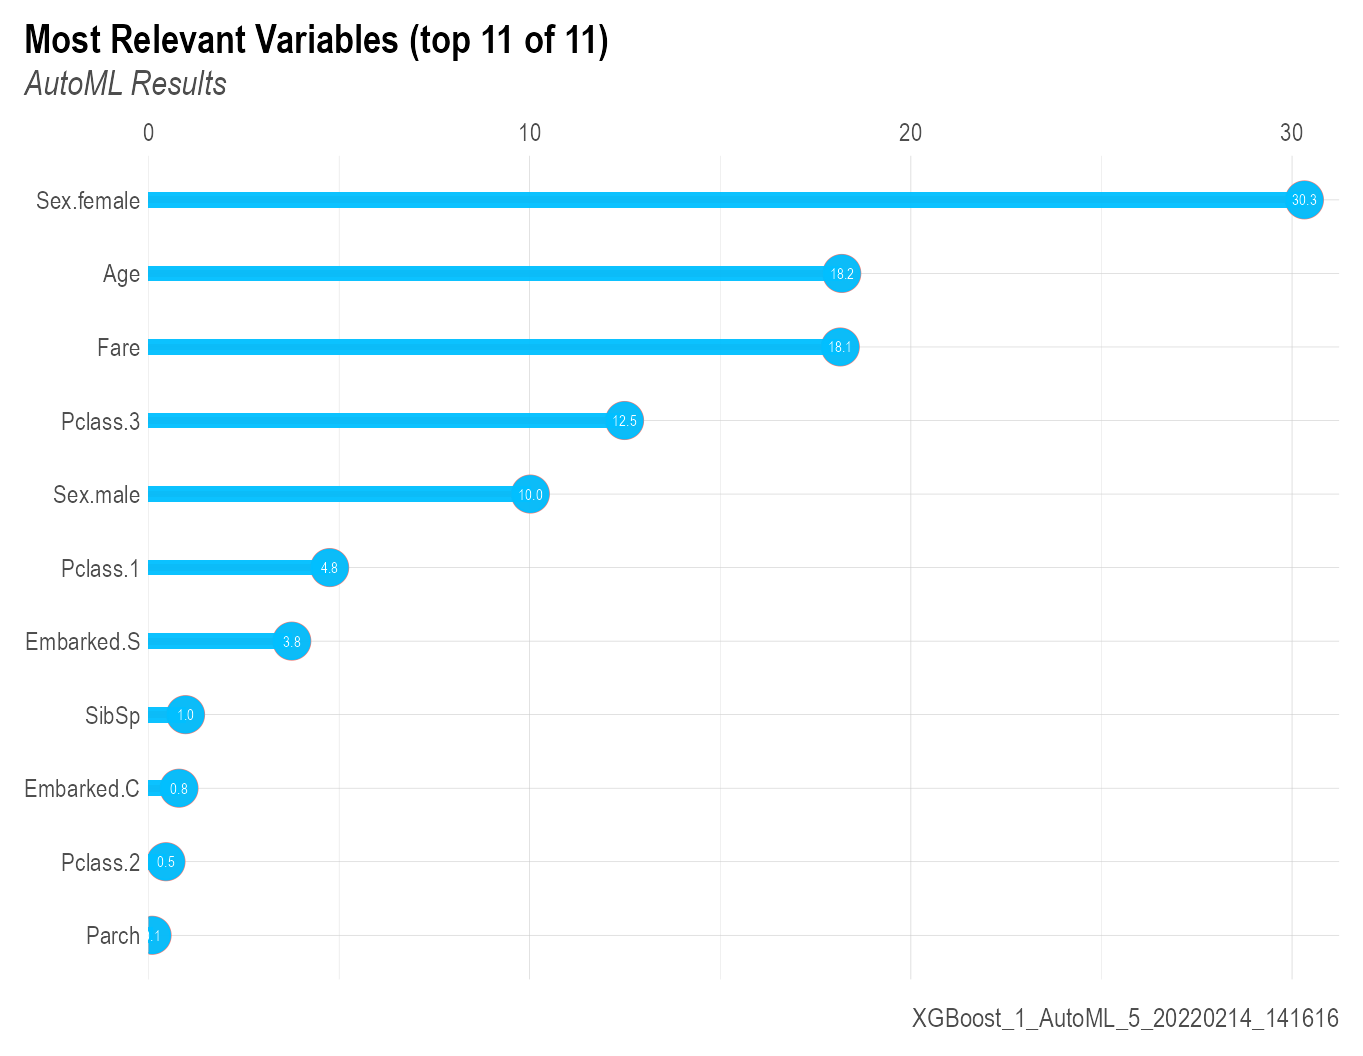 Most Relevant Variables (top 11 of 11)
AutoML Results
0 10 20 30
Sex.female 30.3
Age 18.2
Fare 18.1
Pclass.3 12.5
Sex.male 10.0
Pclass.1 4.8
Embarked.S 3.8
SibSp 1.0
Embarked.C 0.8
Pclass.2 0.5
Parch .1
XGBoost_1_AutoML_5_20220214_141616